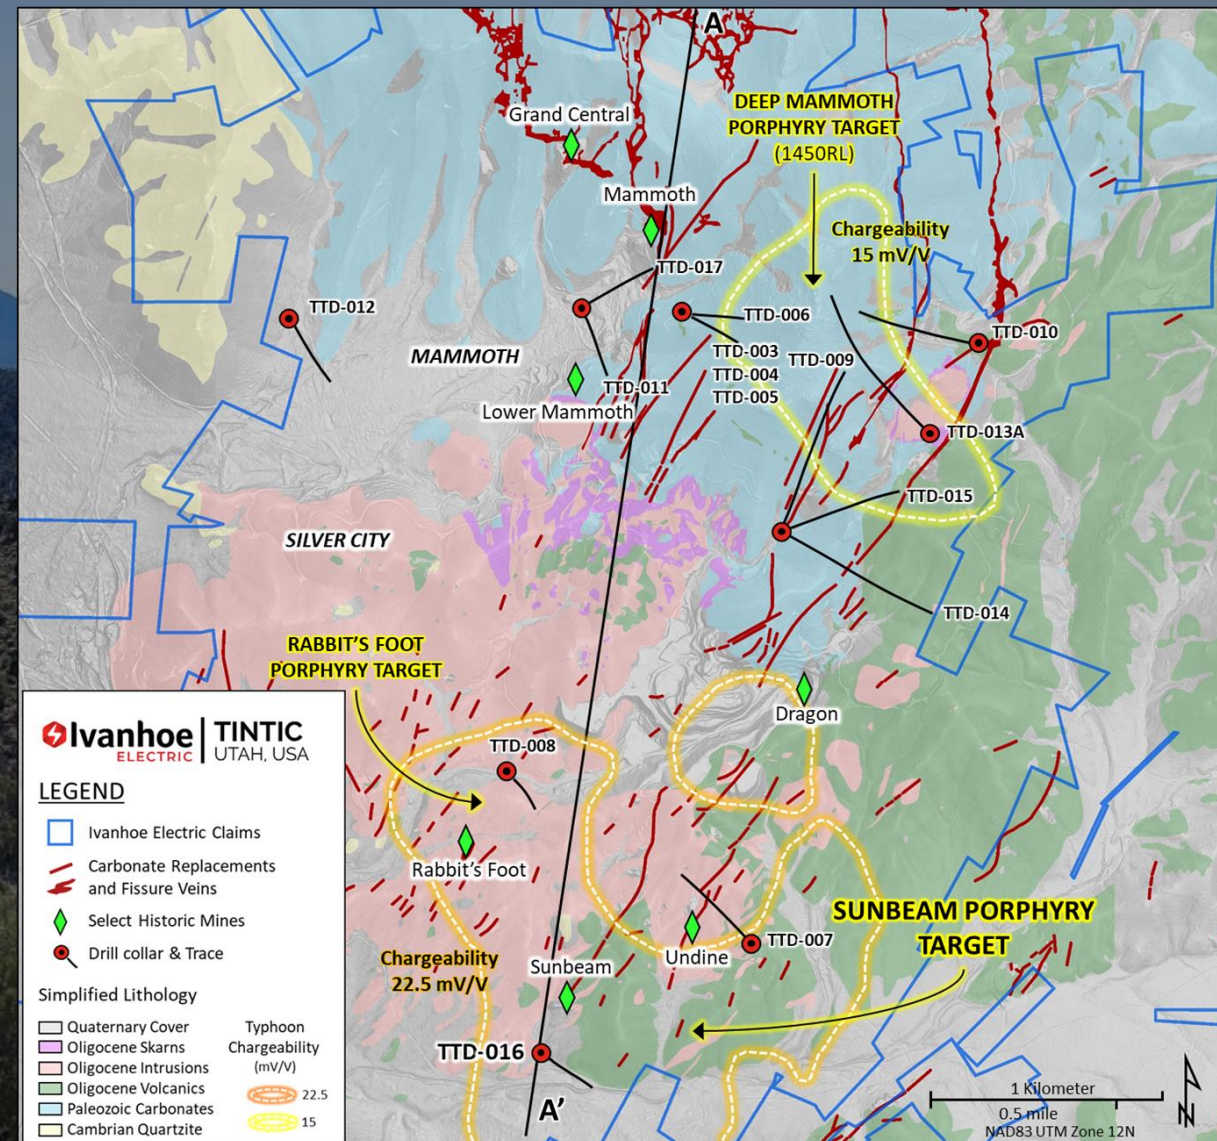 A
DEEP MAMMOTH
PORPHYRY TARGET
(1450RL)
Grand Central
Mammoth
Chargeability
15 mV/V
TTD-017
TTD-012
TTD-006
TTD-010
MAMMOTH
TTD-003
TTD-009
TTD-004
TTD-005
TTD-011
Lower Mammoth
TTD-013A
TTD-015
SILVER CITY
TTD-014
RABBIT'S FOOT
PORPHYRY TARGET
Dragon
TTD-008
Rabbit's Foot
SUNBEAM PORPHYRY
TARGET
TTD-007
Undine
Chargeability
22.5 mV/V
Sunbeam
TTD-016
A'
Ivanhoe
ELECTRIC
TINTIC
UTAH, USA
LEGEND
Ivanhoe Electric Claims
Carbonate Replacements
and Fissure Veins
Select Historic Mines
Drill collar & Trace
Simplified Lithology
Quaternary Cover
Oligocene Skarns
Oligocene Intrusions
Oligocene Volcanics
Paleozoic Carbonates
Cambrian Quartzite
Typhoon
Chargeability
(mV/V)
22.5
15
1 Kilometer
0.5 mile
NAD83 UTM Zone 12N
N